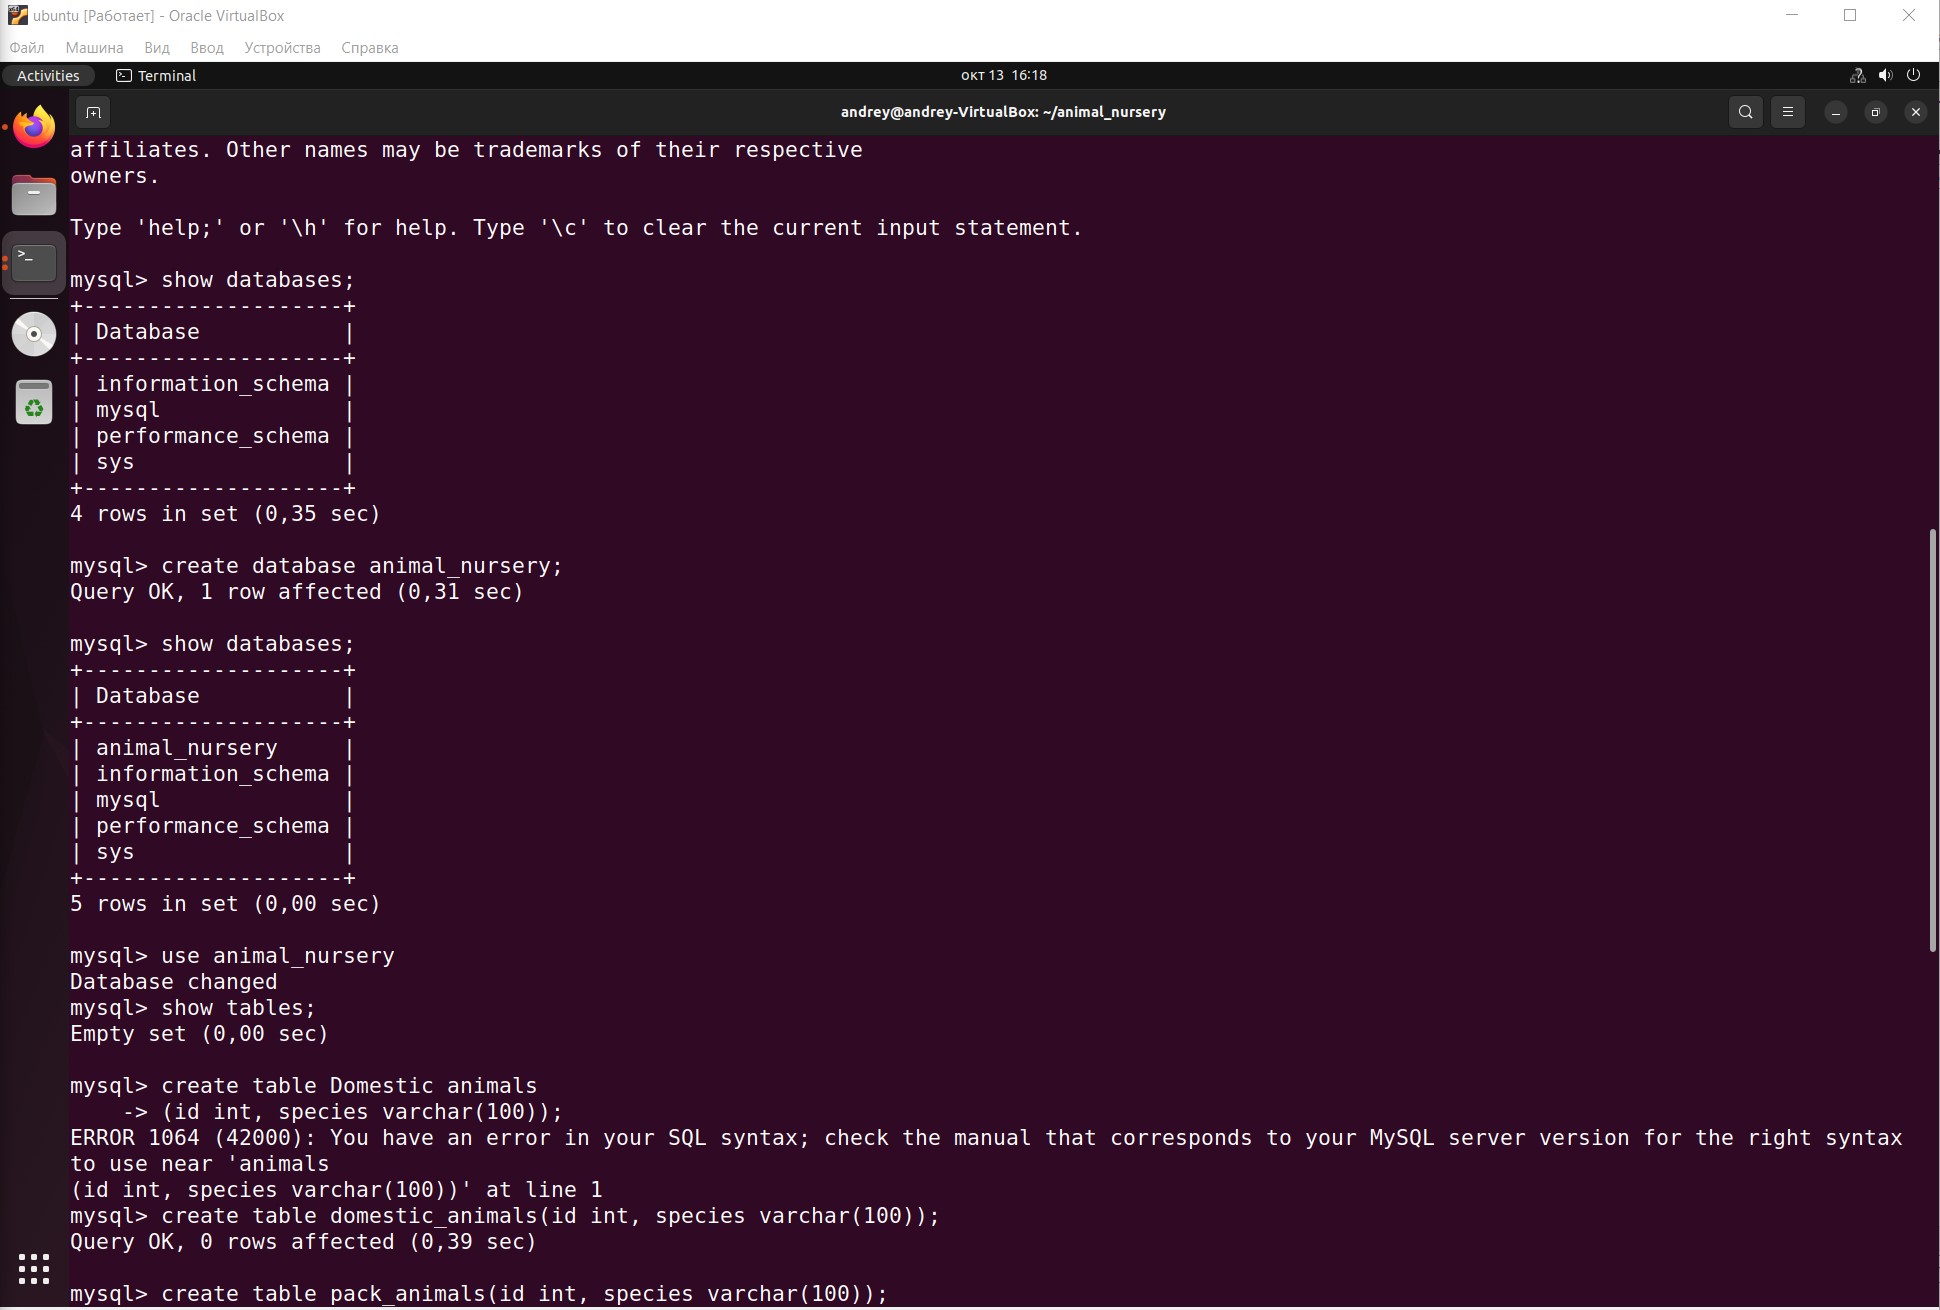 ubuntu [Работает] - Oracle VirtualBox
Файл Машина Вид Ввод Устройства Справка
Activities Terminal окт 13 16:18
andrey@andrey-VirtualBox: ~/animal_nursery
affiliates. Other names may be trademarks of their respective
owners.
Type 'help;' or '\h' for help. Type '\c' to clear the current input statement.
mysql> show databases;
+--------------------+
| Database           |
+--------------------+
| information_schema |
| mysql              |
| performance_schema |
| sys                |
+--------------------+
4 rows in set (0,35 sec)
mysql> create database animal_nursery;
Query OK, 1 row affected (0,31 sec)
mysql> show databases;
+--------------------+
| Database           |
+--------------------+
| animal_nursery     |
| information_schema |
| mysql              |
| performance_schema |
| sys                |
+--------------------+
5 rows in set (0,00 sec)
mysql> use animal_nursery
Database changed
mysql> show tables;
Empty set (0,00 sec)
mysql> create table Domestic animals
    -> (id int, species varchar(100));
ERROR 1064 (42000): You have an error in your SQL syntax; check the manual that corresponds to your MySQL server version for the right syntax
to use near 'animals
(id int, species varchar(100))' at line 1
mysql> create table domestic_animals(id int, species varchar(100));
Query OK, 0 rows affected (0,39 sec)
mysql> create table pack_animals(id int, species varchar(100));